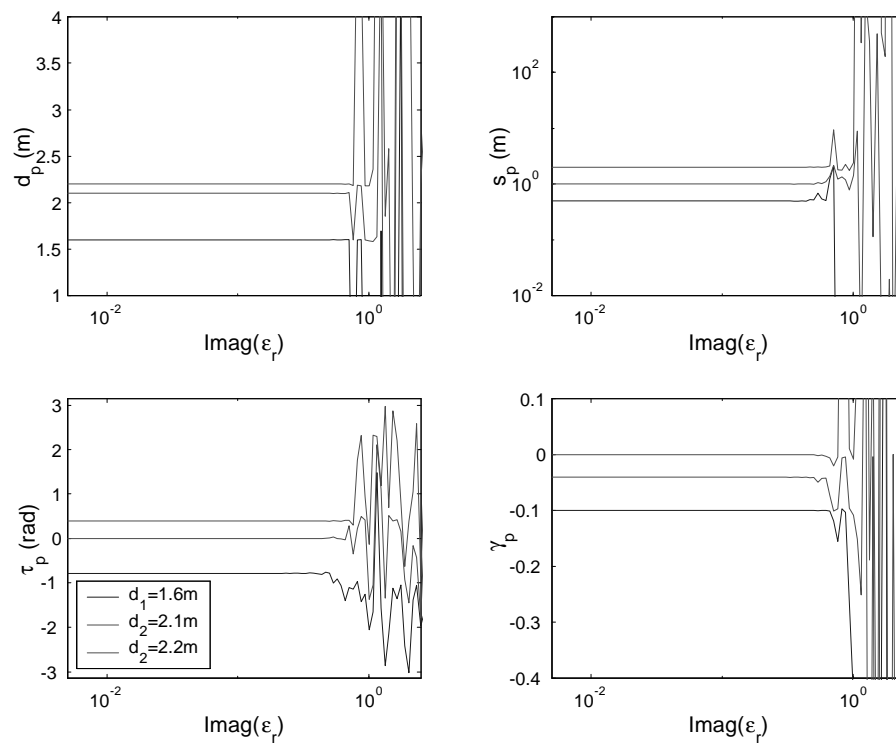 4
3.5
3
2.5
2
1.5
1
d_p (m)
10^-2
10^0
Imag(ε_r)
10^2
10^0
10^-2
s_p (m)
10^-2
10^0
Imag(ε_r)
3
2
1
0
-1
-2
-3
τ_p (rad)
d_1=1.6m
d_2=2.1m
d_2=2.2m
10^-2
10^0
Imag(ε_r)
0.1
0
-0.1
-0.2
-0.3
-0.4
γ_p
10^-2
10^0
Imag(ε_r)